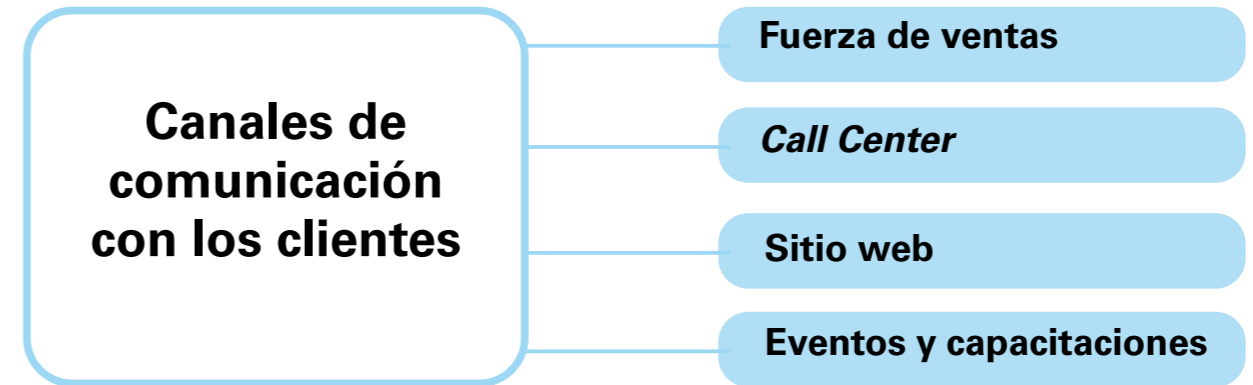 Canales de
comunicación
con los clientes
Fuerza de ventas
Call Center
Sitio web
Eventos y capacitaciones